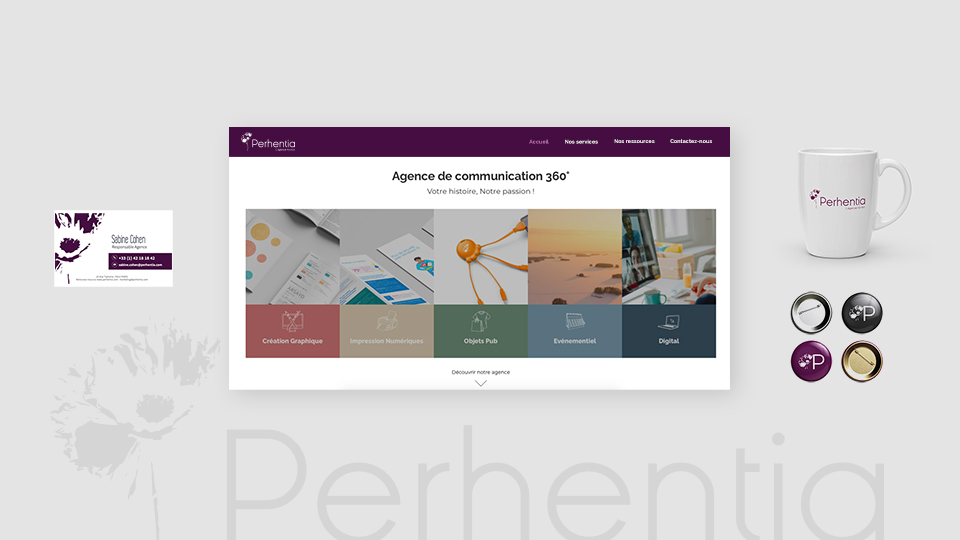 Perhentia
Accueil
Nos services
Nos ressources
Contactez-nous
Agence de communication 360°
Votre histoire, Notre passion !
Création Graphique
Impression Numériques
Objets Pub
Evénementiel
Digital
Découvrir notre agence
Sabine Cohen
Responsable Agence
+33 (1) 42 18 18 42
sabine.cohen@perhentia.com
Perhentia
P
P
Perhentia